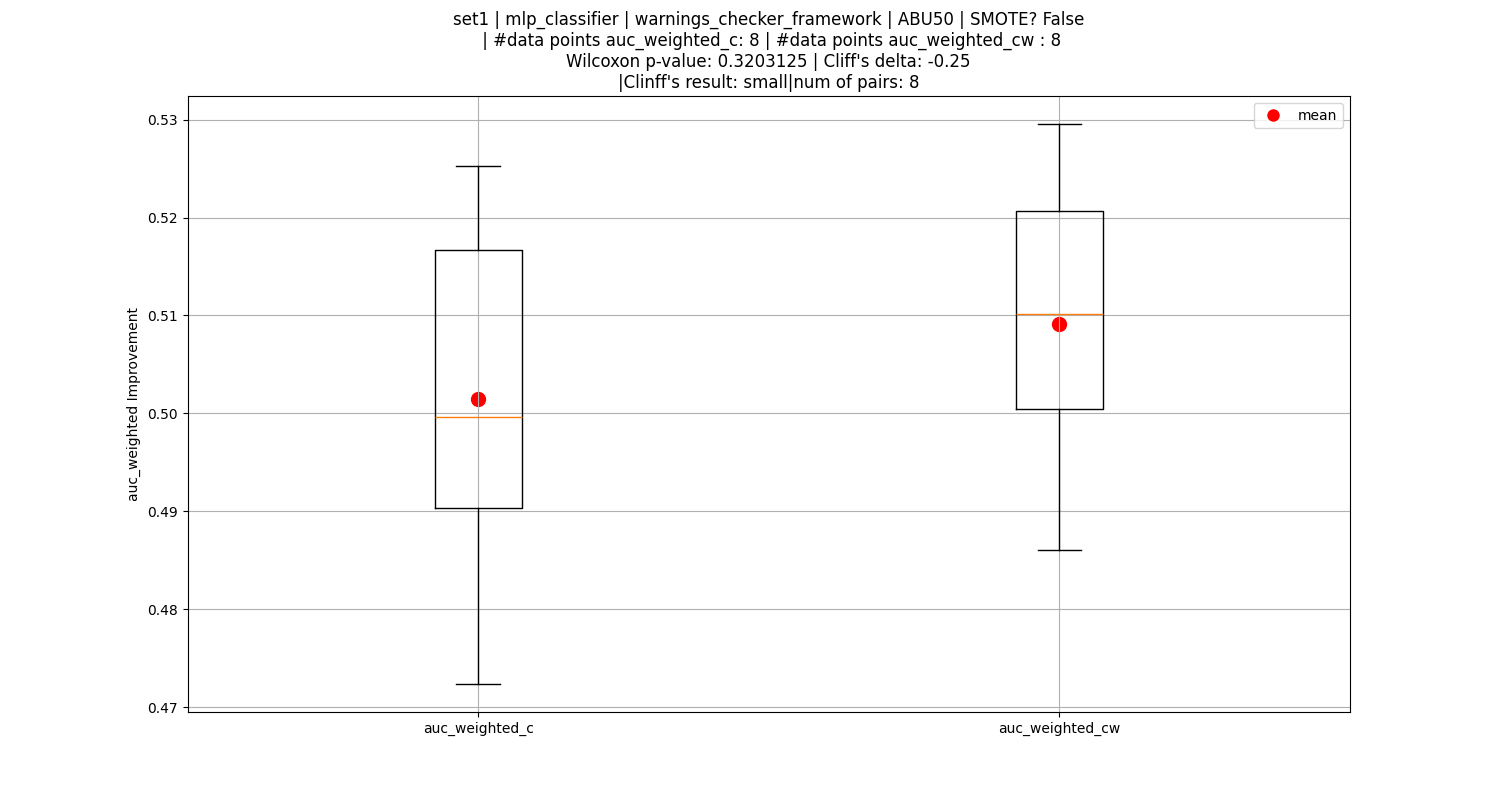 set1 | mlp_classifier | warnings_checker_framework | ABU50 | SMOTE? False
| #data points auc_weighted_c: 8 | #data points auc_weighted_cw : 8
Wilcoxon p-value: 0.3203125 | Cliff's delta: -0.25
|Clinff's result: small|num of pairs: 8
mean
0.53
0.52
0.51
0.50
0.49
0.48
0.47
auc_weighted Improvement
auc_weighted_c
auc_weighted_cw